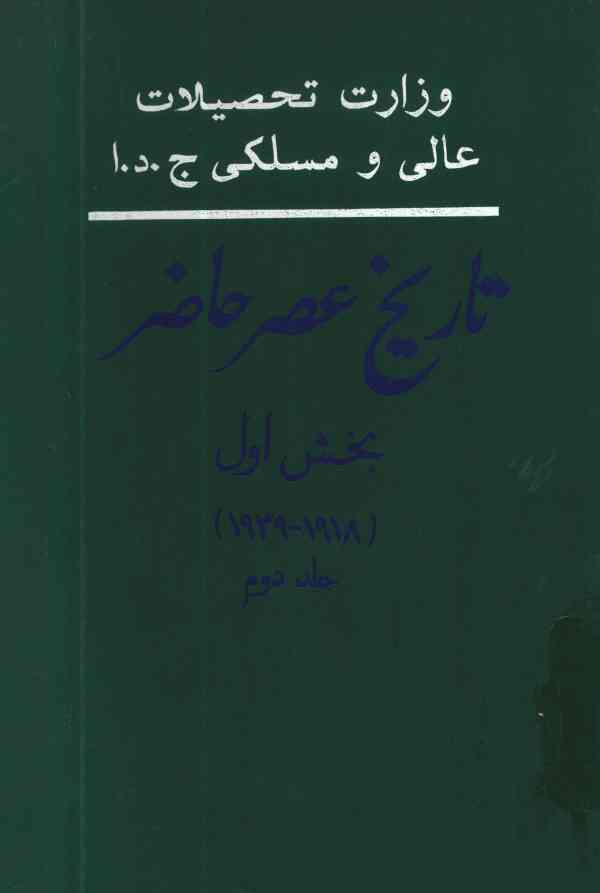 وزارت تحصیلات
عالی و مسلکی ج.د.ا
تاریخ عصر حاضر
بخش اول
(۱۹۱۸-۱۹۳۹)
جلد دوم